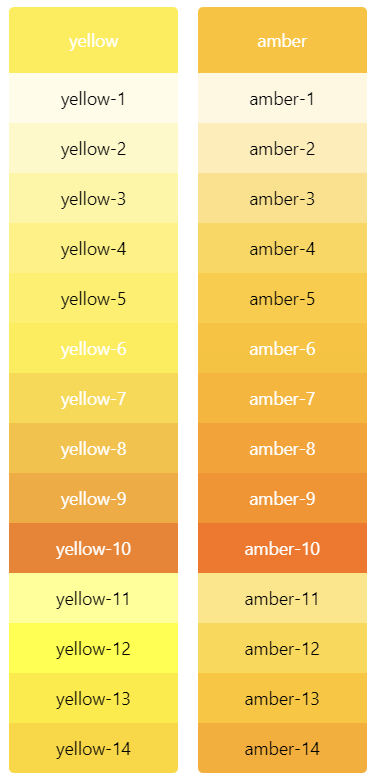 yellow
yellow-1
yellow-2
yellow-3
yellow-4
yellow-5
yellow-6
yellow-7
yellow-8
yellow-9
yellow-10
yellow-11
yellow-12
yellow-13
yellow-14
amber
amber-1
amber-2
amber-3
amber-4
amber-5
amber-6
amber-7
amber-8
amber-9
amber-10
amber-11
amber-12
amber-13
amber-14